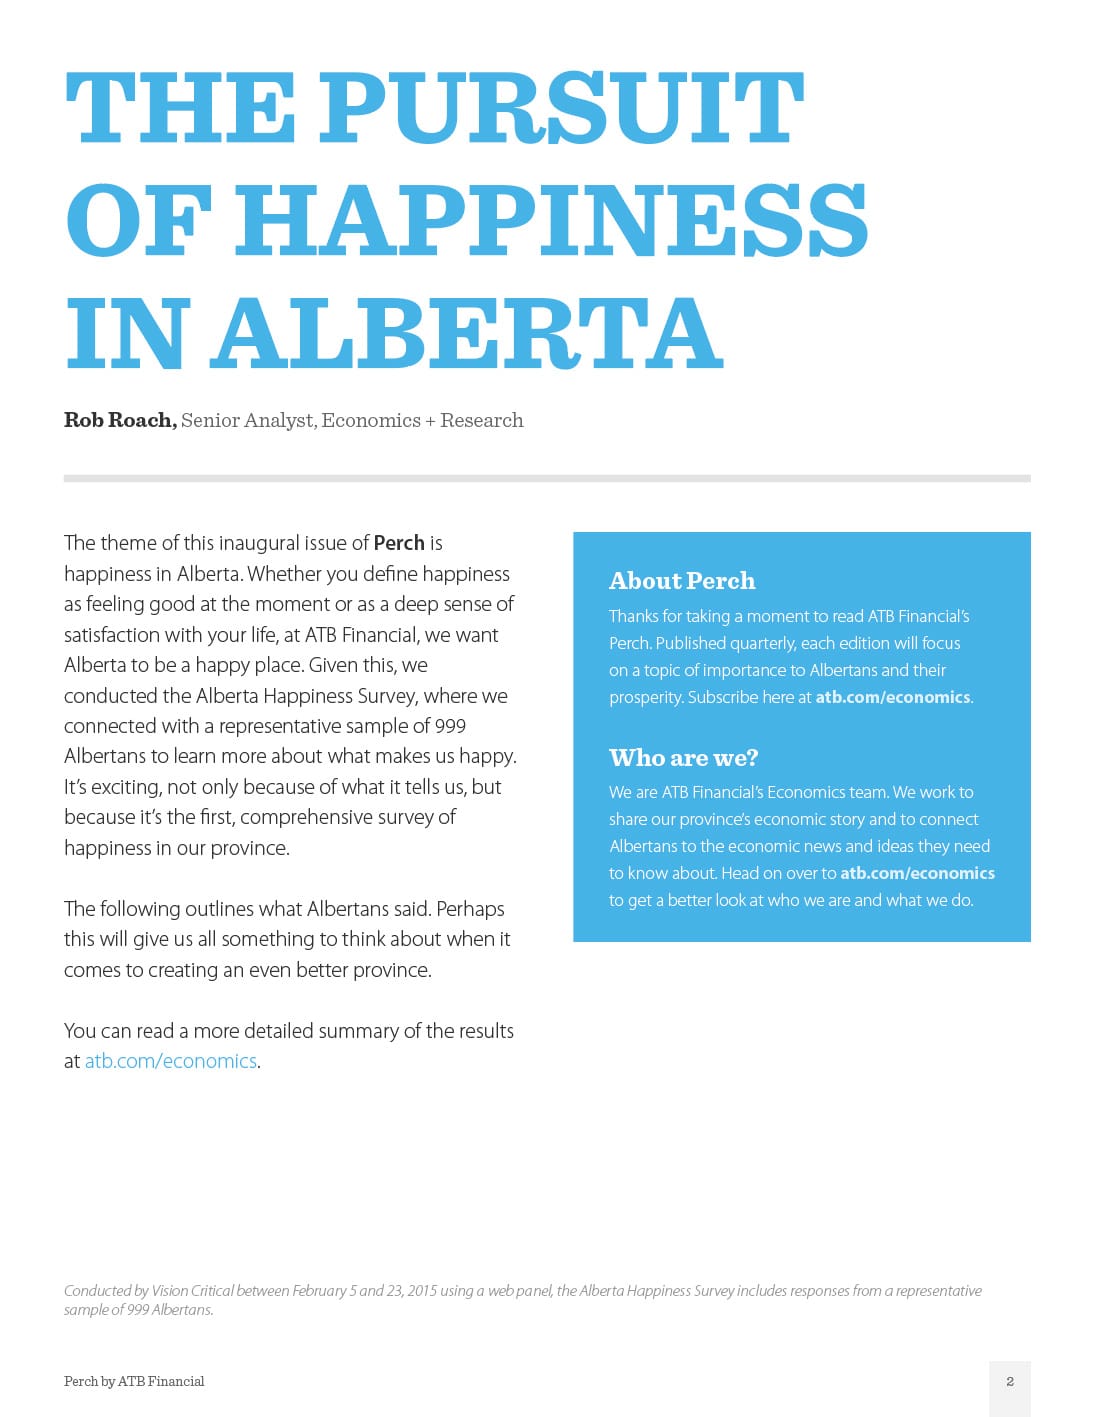 THE PURSUIT
OF HAPPINESS
IN ALBERTA
Rob Roach, Senior Analyst, Economics + Research
The theme of this inaugural issue of Perch is
happiness in Alberta. Whether you define happiness
as feeling good at the moment or as a deep sense of
satisfaction with your life, at ATB Financial, we want
Alberta to be a happy place. Given this, we
conducted the Alberta Happiness Survey, where we
connected with a representative sample of 999
Albertans to learn more about what makes us happy.
It’s exciting, not only because of what it tells us, but
because it’s the first, comprehensive survey of
happiness in our province.
The following outlines what Albertans said. Perhaps
this will give us all something to think about when it
comes to creating an even better province.
You can read a more detailed summary of the results
at atb.com/economics.
About Perch
Thanks for taking a moment to read ATB Financial’s
Perch. Published quarterly, each edition will focus
on a topic of importance to Albertans and their
prosperity. Subscribe here at atb.com/economics.
Who are we?
We are ATB Financial’s Economics team. We work to
share our province’s economic story and to connect
Albertans to the economic news and ideas they need
to know about. Head on over to atb.com/economics
to get a better look at who we are and what we do.
Conducted by Vision Critical between February 5 and 23, 2015 using a web panel, the Alberta Happiness Survey includes responses from a representative
sample of 999 Albertans.
Perch by ATB Financial
2